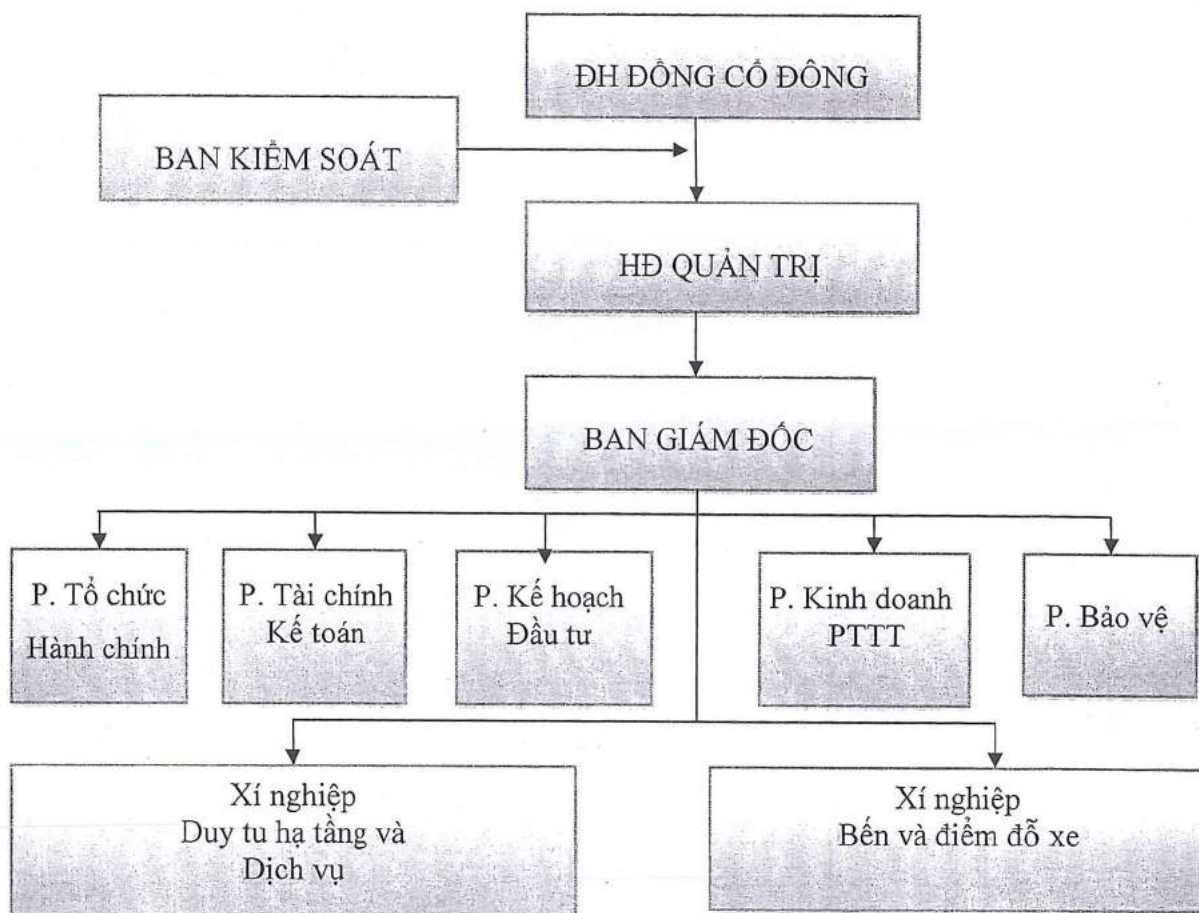 ĐH ĐỒNG CỔ ĐÔNG
BAN KIỂM SOÁT
HĐ QUẢN TRỊ
BAN GIÁM ĐỐC
P. Tổ chức
Hành chính
P. Tài chính
Kế toán
P. Kế hoạch
Đầu tư
P. Kinh doanh
PTTT
P. Bảo vệ
Xí nghiệp
Duy tu hạ tầng và
Dịch vụ
Xí nghiệp
Bến và điểm đỗ xe